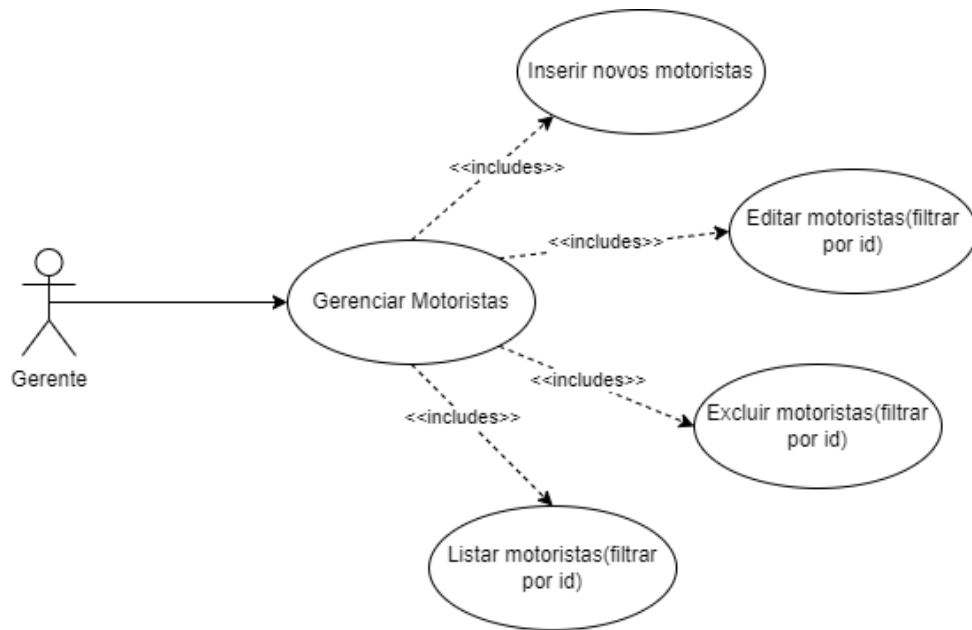 Inserir novos motoristas
<<includes>>
Editar motoristas(filtrar
por id)
<<includes>>
Gerenciar Motoristas
Gerente
<<includes>>
Excluir motoristas(filtrar
por id)
<<includes>>
Listar motoristas(filtrar
por id)